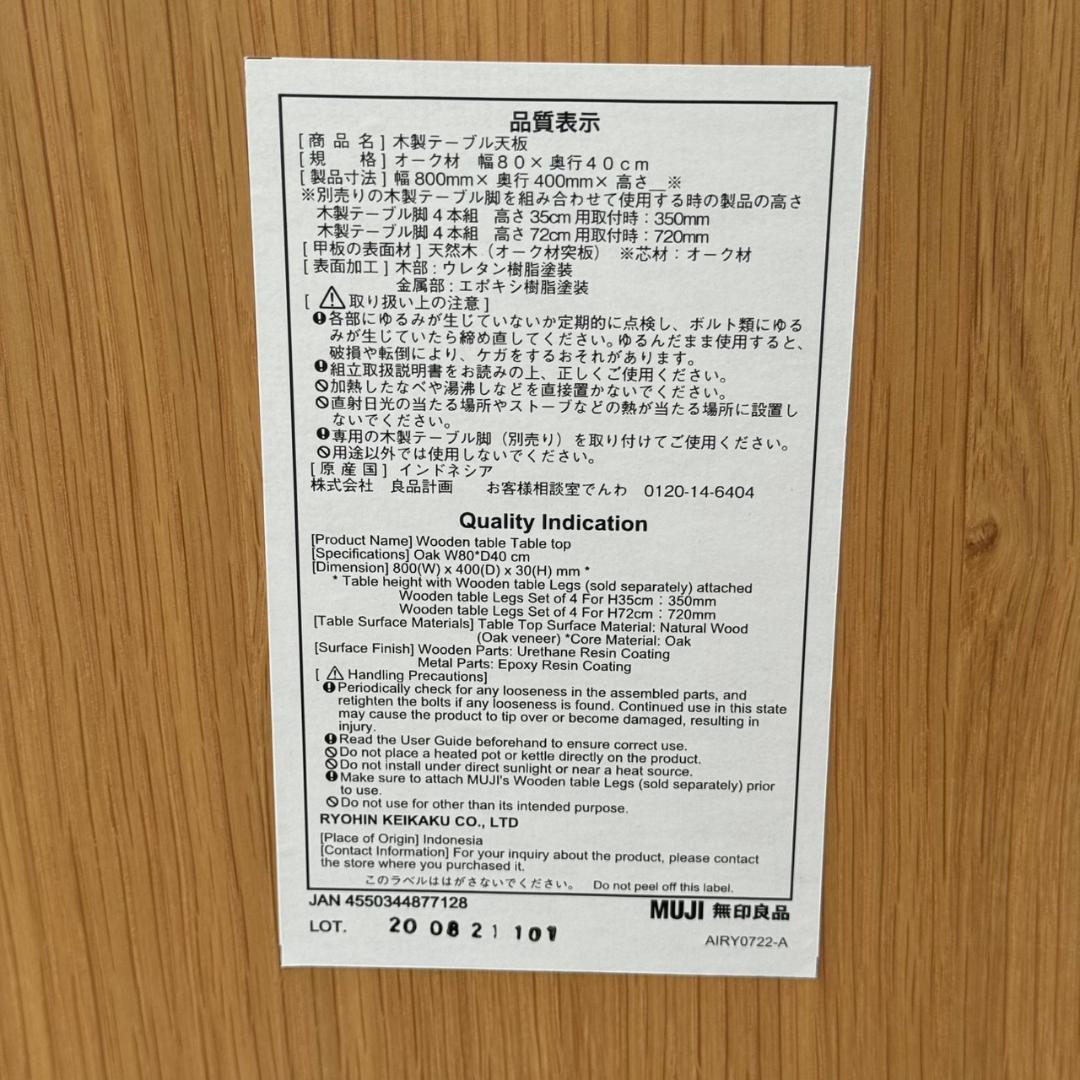 品質表示
[商 品 名] 木製テーブル天板
[規　　格] オーク材　幅80×奥行40cm
[製品寸法] 幅 800mm× 奥行 400mm× 高さ＿※
※別売りの木製テーブル脚を組み合わせて使用する時の製品の高さ
木製テーブル脚4本組　高さ35cm 用取付時：350mm
木製テーブル脚4本組　高さ72cm 用取付時：720mm
[甲板の表面材] 天然木（オーク材突板）　※芯材：オーク材
[表面加工] 木部：ウレタン樹脂塗装
金属部：エポキシ樹脂塗装
[ ⚠ 取り扱い上の注意]
各部にゆるみが生じていないか定期的に点検し、ボルト類にゆる
みが生じていたら締め直してください。ゆるんだまま使用すると、
破損や転倒により、ケガをするおそれがあります。
組立取扱説明書をお読みの上、正しくご使用ください。
加熱したなべや湯沸しなどを直接置かないでください。
直射日光の当たる場所やストーブなどの熱が当たる場所に設置し
ないでください。
専用の木製テーブル脚（別売り）を取り付けてご使用ください。
用途以外では使用しないでください。
[原 産 国] インドネシア
株式会社　良品計画　　お客様相談室でんわ　0120-14-6404
Quality Indication
[Product Name] Wooden table Table top
[Specifications] Oak W80*D40 cm
[Dimension] 800(W) x 400(D) x 30(H) mm *
* Table height with Wooden table Legs (sold separately) attached
Wooden table Legs Set of 4 For H35cm：350mm
Wooden table Legs Set of 4 For H72cm：720mm
[Table Surface Materials] Table Top Surface Material: Natural Wood
(Oak veneer) *Core Material: Oak
[Surface Finish] Wooden Parts: Urethane Resin Coating
Metal Parts: Epoxy Resin Coating
[ ⚠ Handling Precautions]
Periodically check for any looseness in the assembled parts, and
retighten the bolts if any looseness is found. Continued use in this state
may cause the product to tip over or become damaged, resulting in
injury.
Read the User Guide beforehand to ensure correct use.
Do not place a heated pot or kettle directly on the product.
Do not install under direct sunlight or near a heat source.
Make sure to attach MUJI's Wooden table Legs (sold separately) prior
to use.
Do not use for other than its intended purpose.
RYOHIN KEIKAKU CO., LTD
[Place of Origin] Indonesia
[Contact Information] For your inquiry about the product, please contact
the store where you purchased it.
このラベルははがさないでください。　Do not peel off this label.
JAN 4550344877128
MUJI 無印良品
LOT.　20 08 21 101
AIRY0722-A